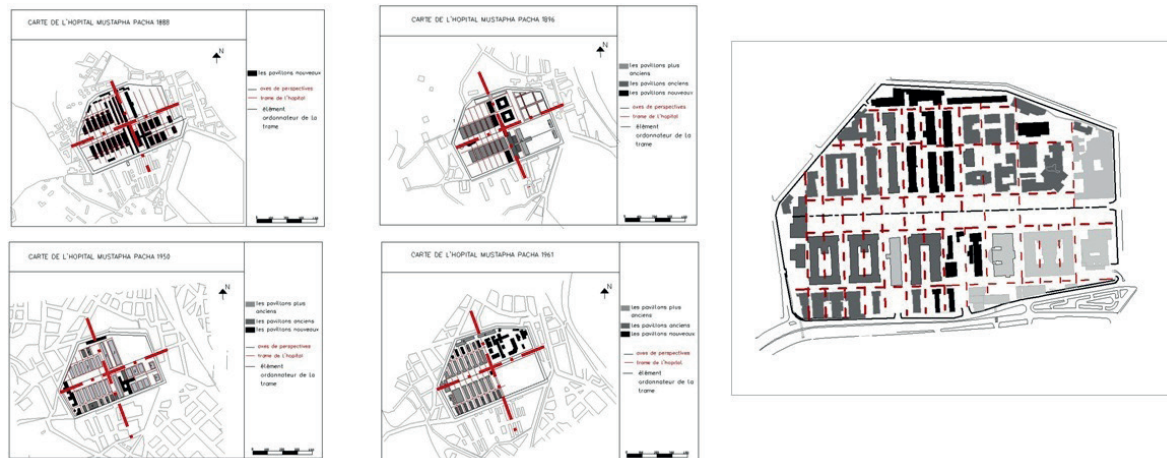 CARTE DE L'HOPITAL MUSTAPHA PACHA 1880
N
les pavillons nouveaux
axes de perspectives
trame de l'hopital
élément
ordonnateur de la
trame
CARTE DE L'HOPITAL MUSTAPHA PACHA 1896
N
les pavillons plus
anciens
les pavillons anciens
les pavillons nouveaux
axes de perspectives
trame de l'hopital
élément
ordonnateur de la
trame
CARTE DE L'HOPITAL MUSTAPHA PACHA 1950
N
les pavillons plus
anciens
les pavillons anciens
les pavillons nouveaux
axes de perspectives
trame de l'hopital
élément
ordonnateur de la
trame
CARTE DE L'HOPITAL MUSTAPHA PACHA 1961
N
les pavillons plus
anciens
les pavillons anciens
les pavillons nouveaux
axes de perspectives
trame de l'hopital
élément
ordonnateur de la
trame